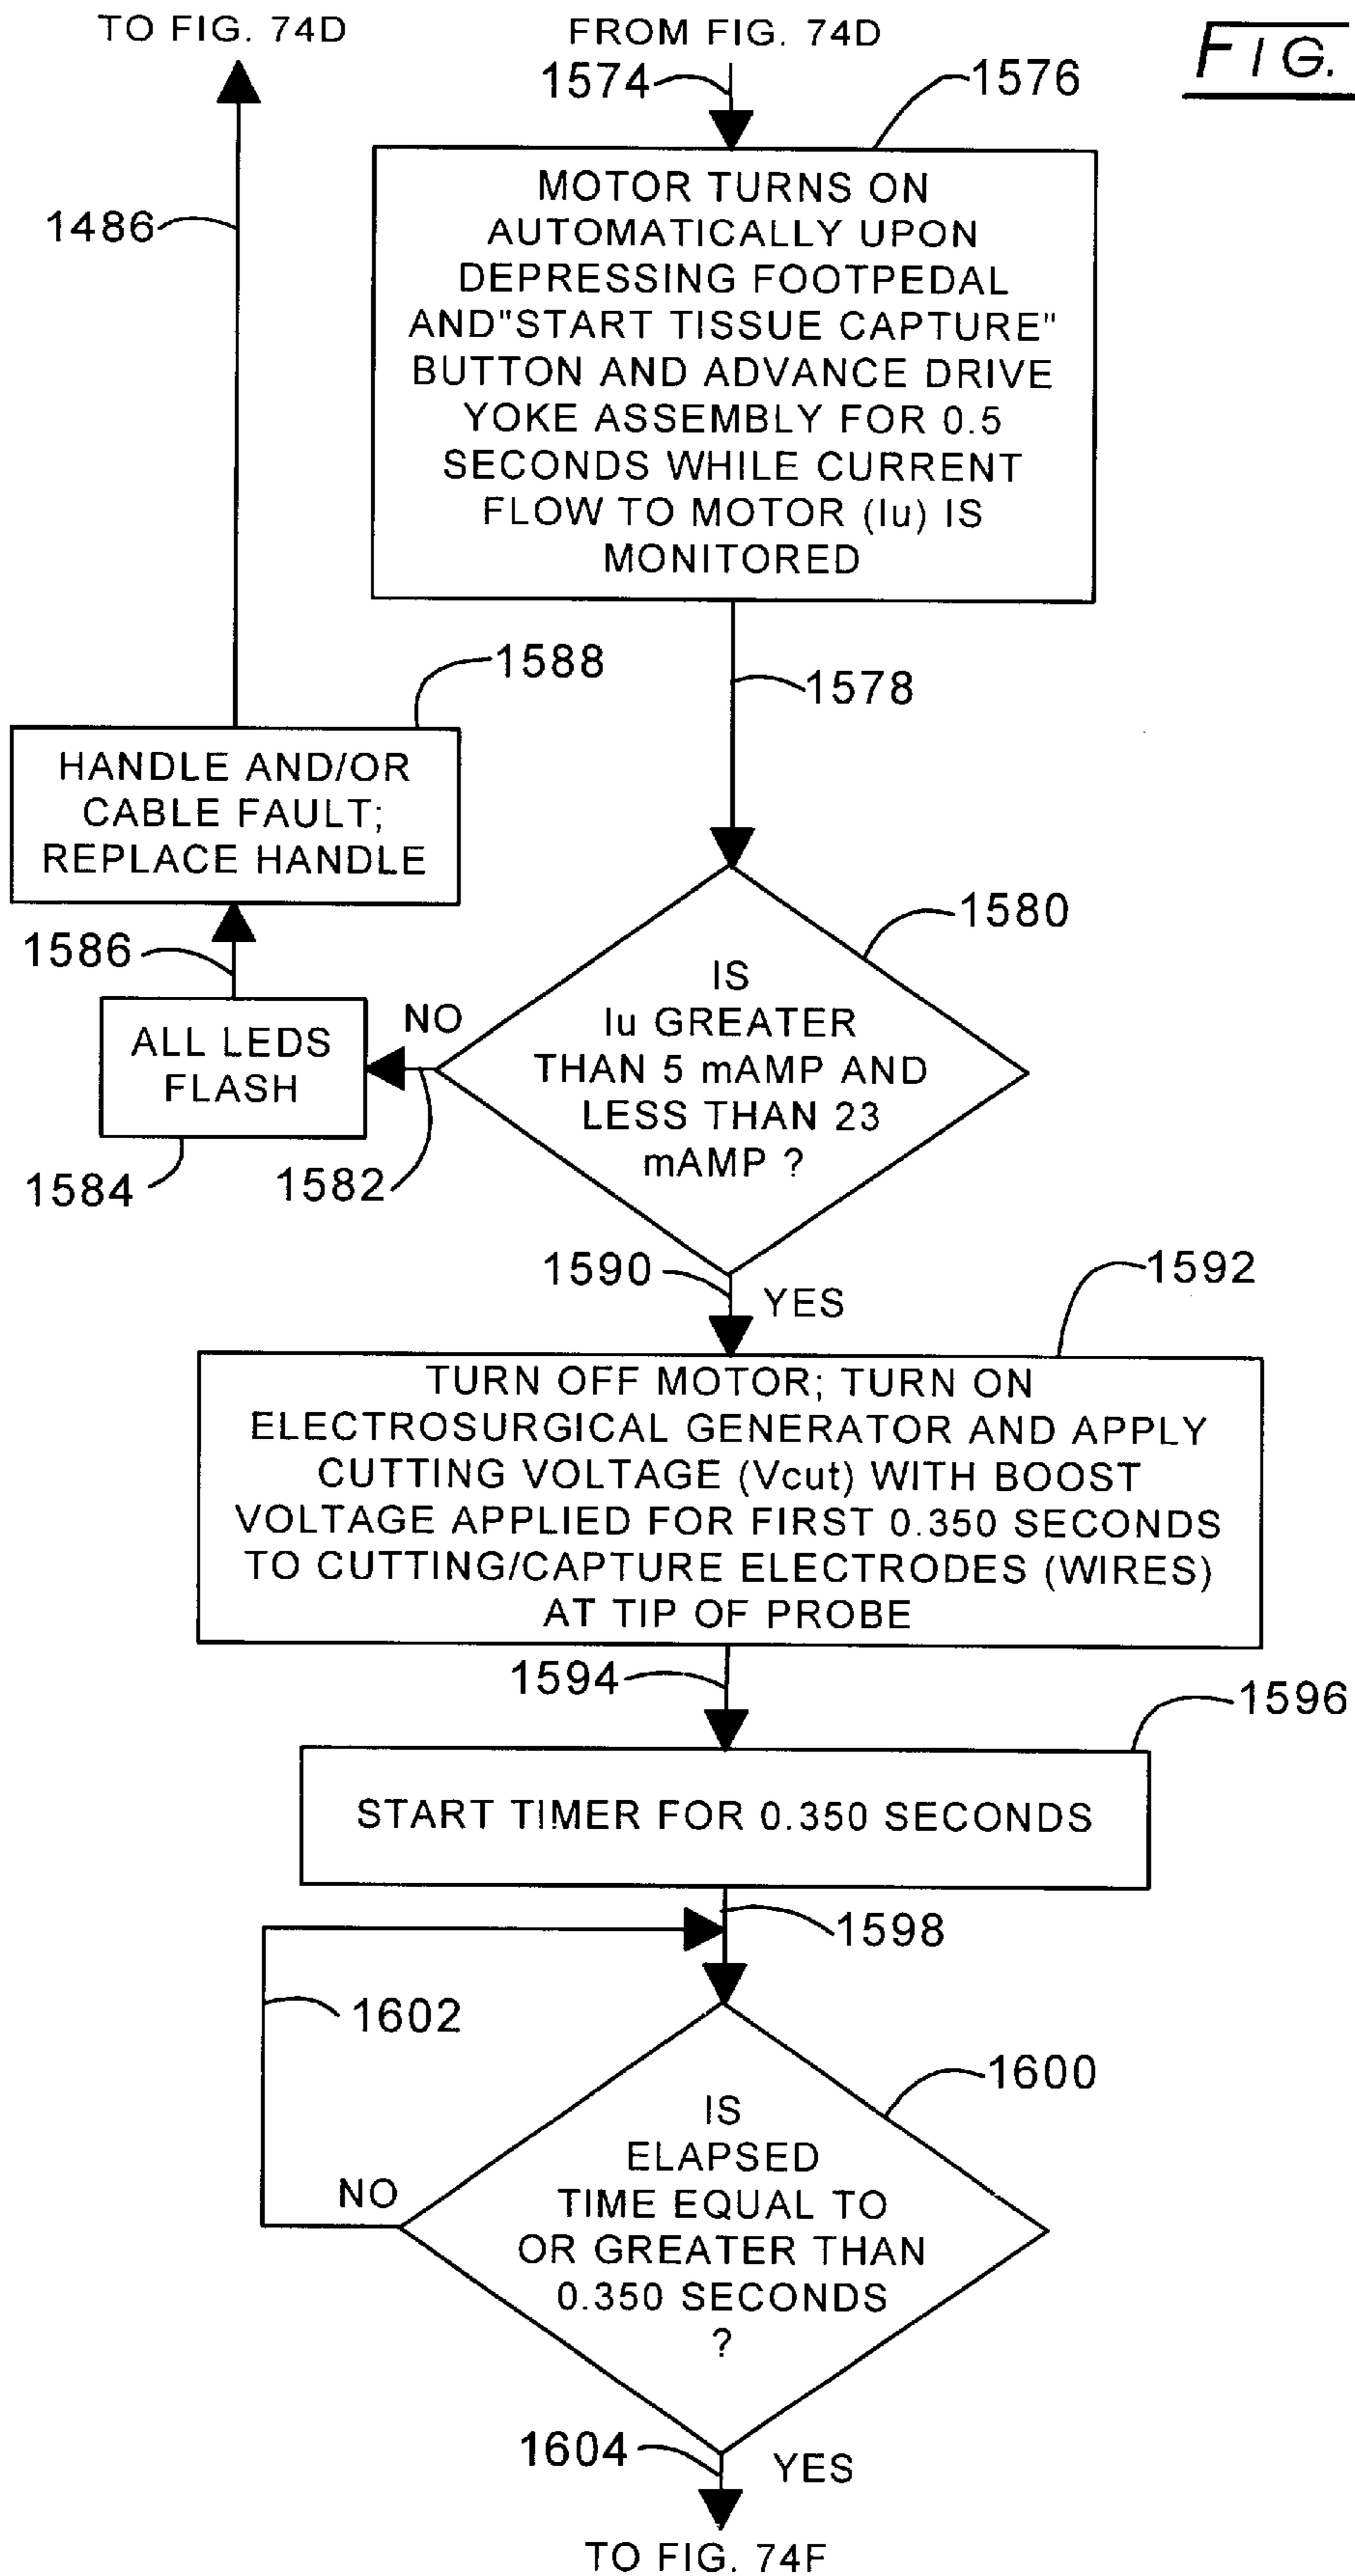 TO FIG. 74D
FROM FIG. 74D
FIG.
1574
1576
MOTOR TURNS ON
AUTOMATICALLY UPON
DEPRESSING FOOTPEDAL
AND"START TISSUE CAPTURE"
BUTTON AND ADVANCE DRIVE
YOKE ASSEMBLY FOR 0.5
SECONDS WHILE CURRENT
FLOW TO MOTOR (Iu) IS
MONITORED
1486
1588
1578
HANDLE AND/OR
CABLE FAULT;
REPLACE HANDLE
1586
1580
IS
Iu GREATER
THAN 5 mAMP AND
LESS THAN 23
mAMP ?
NO
ALL LEDS
FLASH
1584
1582
1590
YES
1592
TURN OFF MOTOR; TURN ON
ELECTROSURGICAL GENERATOR AND APPLY
CUTTING VOLTAGE (Vcut) WITH BOOST
VOLTAGE APPLIED FOR FIRST 0.350 SECONDS
TO CUTTING/CAPTURE ELECTRODES (WIRES)
AT TIP OF PROBE
1594
1596
START TIMER FOR 0.350 SECONDS
1598
1602
1600
IS
ELAPSED
TIME EQUAL TO
OR GREATER THAN
0.350 SECONDS
?
NO
1604
YES
TO FIG. 74F